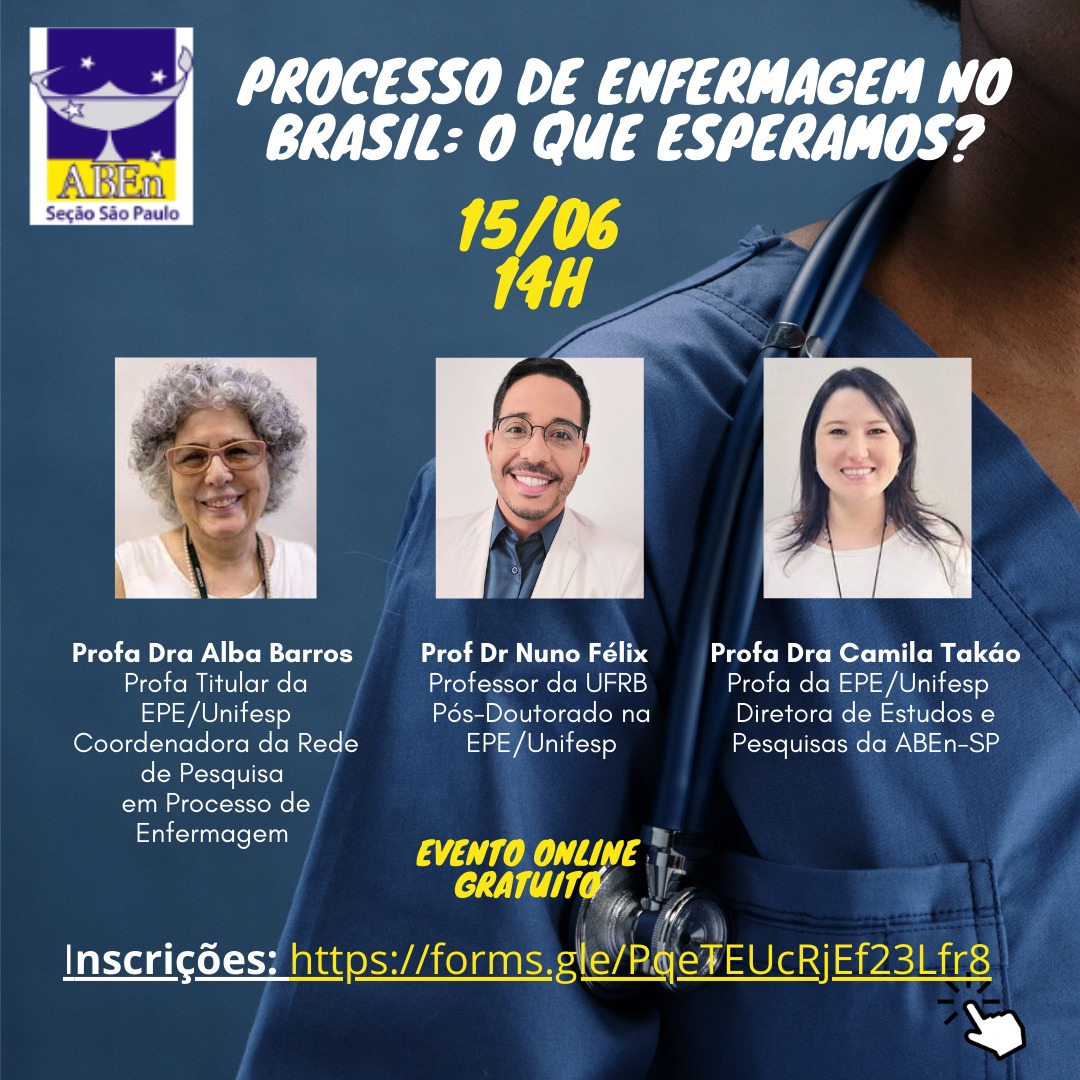 ABEn
Seção São Paulo
PROCESSO DE ENFERMAGEM NO
BRASIL: O QUE ESPERAMOS?
15/06
14H
Profa Dra Alba Barros
Profa Titular da
EPE/Unifesp
Coordenadora da Rede
de Pesquisa
em Processo de
Enfermagem
Prof Dr Nuno Félix
Professor da UFRB
Pós-Doutorado na
EPE/Unifesp
Profa Dra Camila Takáo
Profa da EPE/Unifesp
Diretora de Estudos e
Pesquisas da ABEn-SP
EVENTO ONLINE
GRATUITO
Inscrições: https://forms.gle/PqeTEUcRjEf23Lfr8